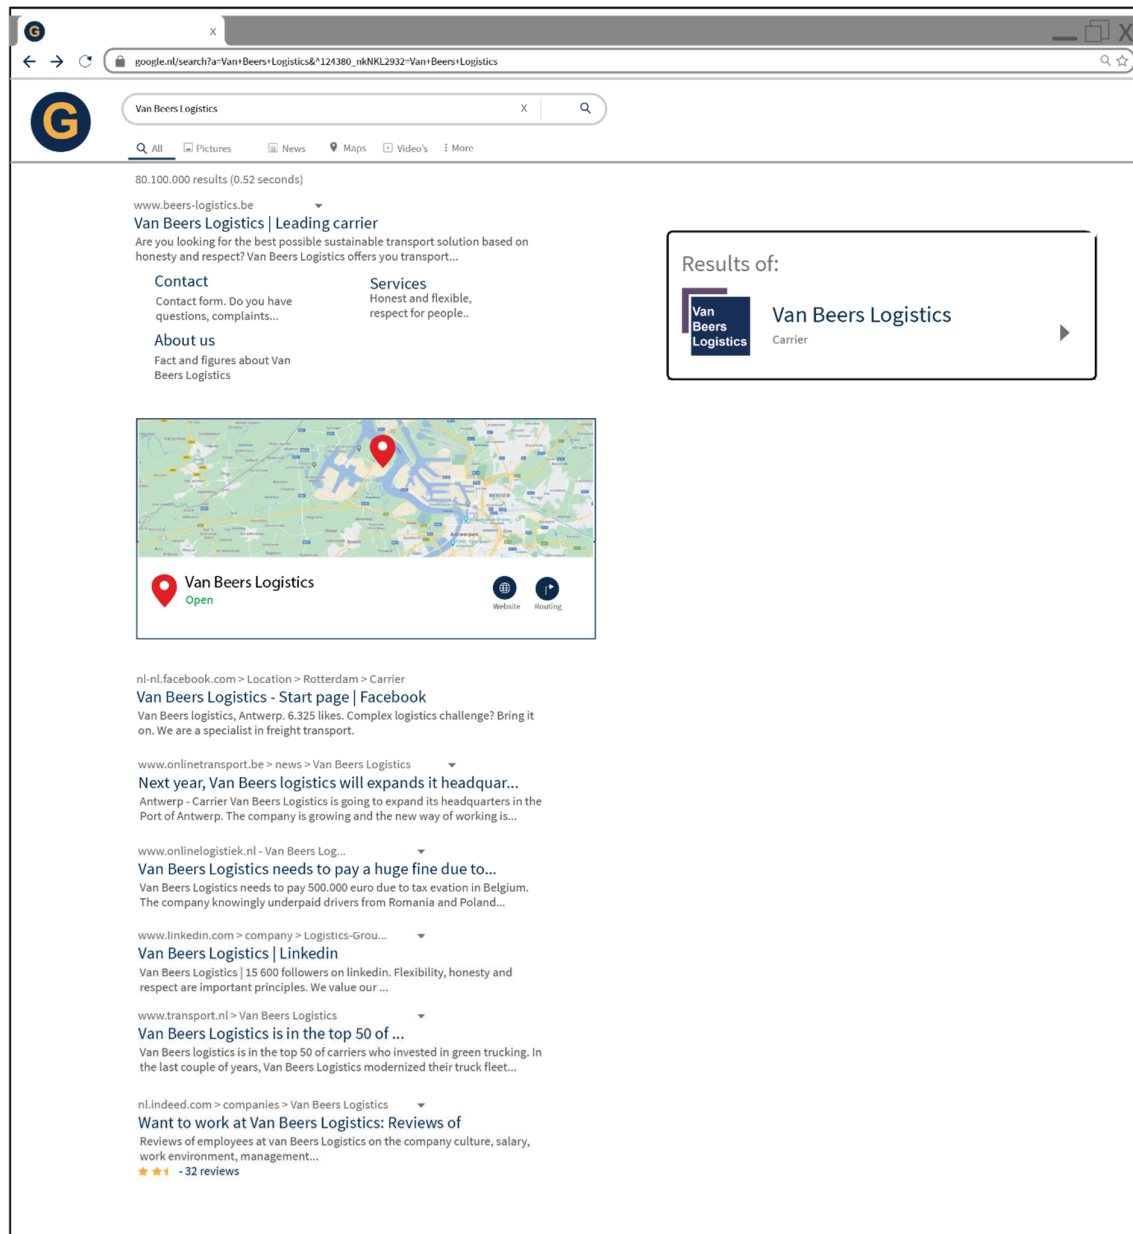 G
X
X
google.nl/search?a=Van+Beers+Logistics&^124380_nkNKL2932=Van+Beers+Logistics
G
Van Beers Logistics
X
All Pictures News Maps Video's More
80.100.000 results (0.52 seconds)
www.beers-logistics.be
Van Beers Logistics | Leading carrier
Are you looking for the best possible sustainable transport solution based on
honesty and respect? Van Beers Logistics offers you transport...
Contact
Contact form. Do you have
questions, complaints...
Services
Honest and flexible,
respect for people..
About us
Fact and figures about Van
Beers Logistics
Results of:
Van
Beers
Logistics
Van Beers Logistics
Carrier
MERKSEM
Antwerpen
Van Beers Logistics
Open
Website
Routing
nl-nl.facebook.com > Location > Rotterdam > Carrier
Van Beers Logistics - Start page | Facebook
Van Beers logistics, Antwerp. 6.325 likes. Complex logistics challenge? Bring it
on. We are a specialist in freight transport.
www.onlinetransport.be > news > Van Beers Logistics
Next year, Van Beers logistics will expands it headquar...
Antwerp - Carrier Van Beers Logistics is going to expand its headquarters in the
Port of Antwerp. The company is growing and the new way of working is...
www.onlinelogistiek.nl - Van Beers Log...
Van Beers Logistics needs to pay a huge fine due to...
Van Beers Logistics needs to pay 500.000 euro due to tax evation in Belgium.
The company knowingly underpaid drivers from Romania and Poland...
www.linkedin.com > company > Logistics-Grou...
Van Beers Logistics | Linkedin
Van Beers Logistics | 15 600 followers on linkedin. Flexibility, honesty and
respect are important principles. We value our ...
www.transport.nl > Van Beers Logistics
Van Beers Logistics is in the top 50 of ...
Van Beers logistics is in the top 50 of carriers who invested in green trucking. In
the last couple of years, Van Beers Logistics modernized their truck fleet...
nl.indeed.com > companies > Van Beers Logistics
Want to work at Van Beers Logistics: Reviews of
Reviews of employees at van Beers Logistics on the company culture, salary,
work environment, management...
- 32 reviews